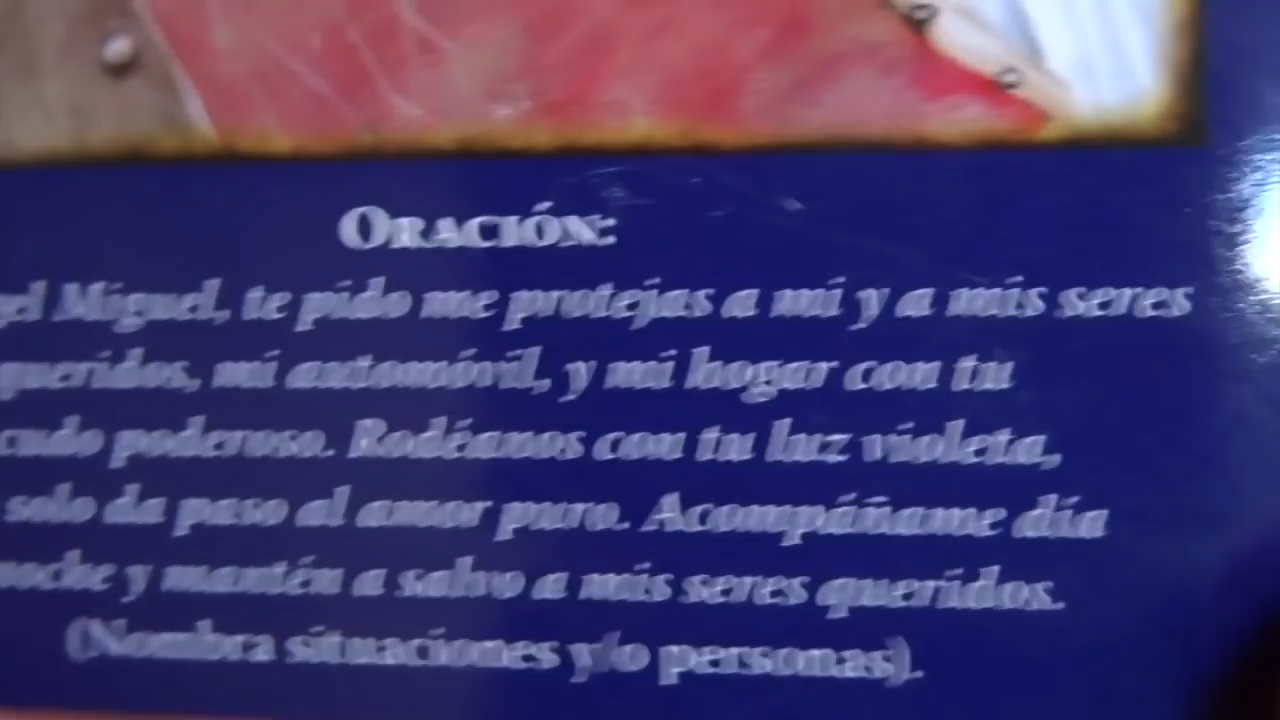 ORACIÓN:
Miguel, te pido me protejas a mi y a mis seres
queridos, mi automóvil, y mi hogar con tu
poderoso. Rodéanos con tu luz violeta,
solo da paso al amor puro. Acompáñame día
noche y mantén a salvo a mis seres queridos.
(Nombra situaciones y/o personas).